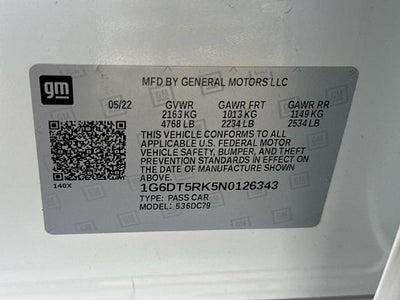 gm
MFD BY GENERAL MOTORS LLC
05/22 GVWR GAWR FRT GAWR RR
2163 KG 1013 KG 1149 KG
4768 LB 2234 LB 2534 LB
THIS VEHICLE CONFORMS TO ALL
APPLICABLE U.S. FEDERAL MOTOR
VEHICLE SAFETY, BUMPER, AND THEFT
PREVENTION STANDARDS IN EFFECT ON
THE DATE OF MANUFACTURE SHOWN
ABOVE.
140X
1G6DT5RK5N0126343
TYPE: PASS CAR
MODEL: 536DC79